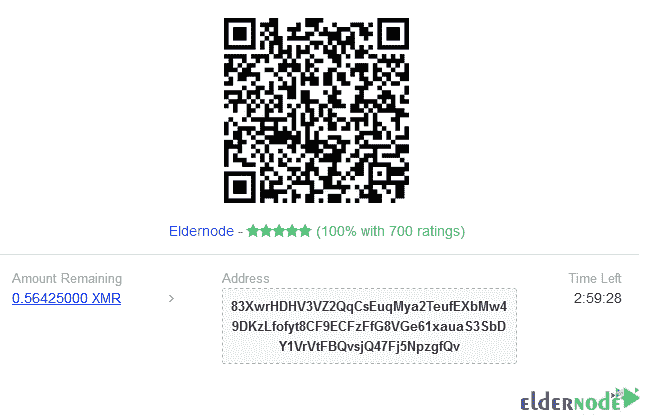 Eldernode - ★★★★★ (100% with 700 ratings)
Amount Remaining
0.56425000 XMR
>
Address
83XwrHDHV3VZ2QqCsEuqMya2TeufEXbMw4
9DKzLfofyt8CF9ECFzFfG8VGe61xauaS3SbD
Y1VrVtFBQvsjQ47Fj5NpzgfQv
Time Left
2:59:28
eldernode